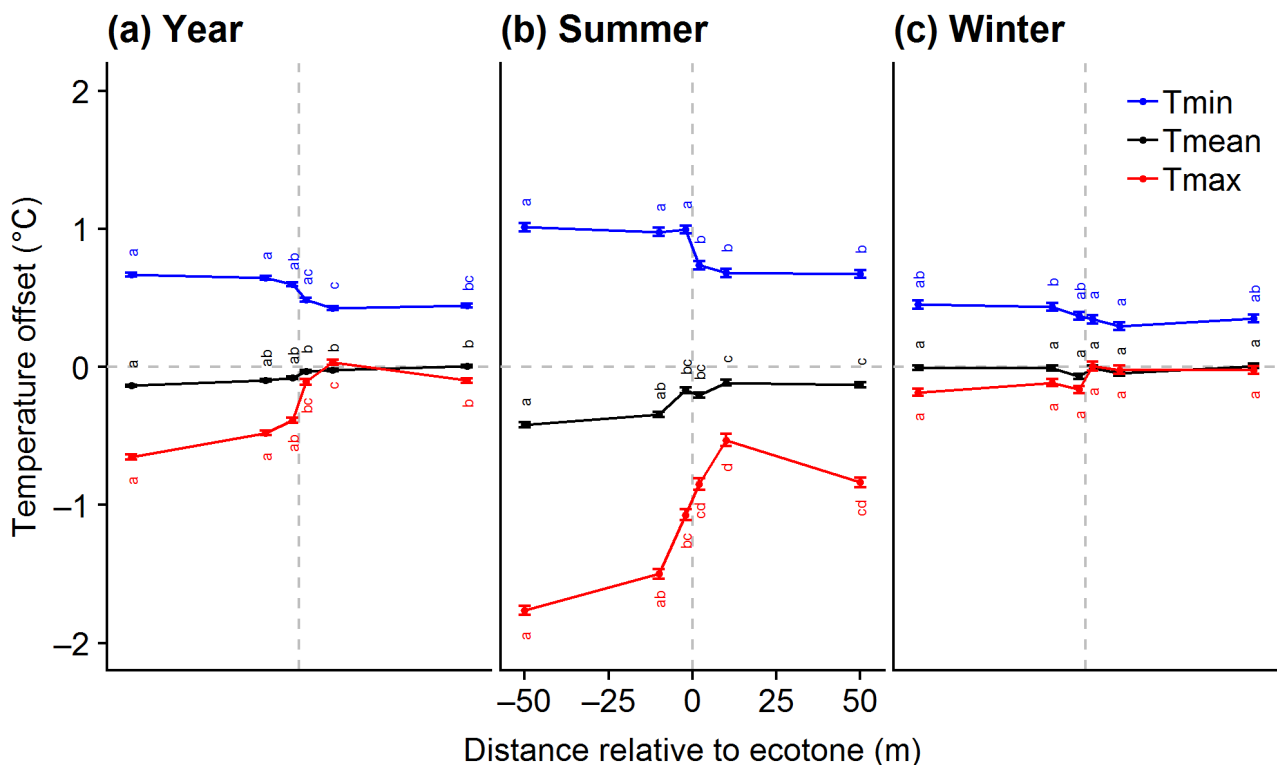 (a) Year
(b) Summer
(c) Winter
Temperature offset (°C)
2
1
0
−1
−2
a a ab ac c bc
a ab ab b b b
a a ab bc c b
a a a b b b
a ab bc bc c c
a ab bc cd d cd
ab b ab a a ab
a a a a a a
a a a a a a
Tmin
Tmean
Tmax
−50 −25 0 25 50
Distance relative to ecotone (m)